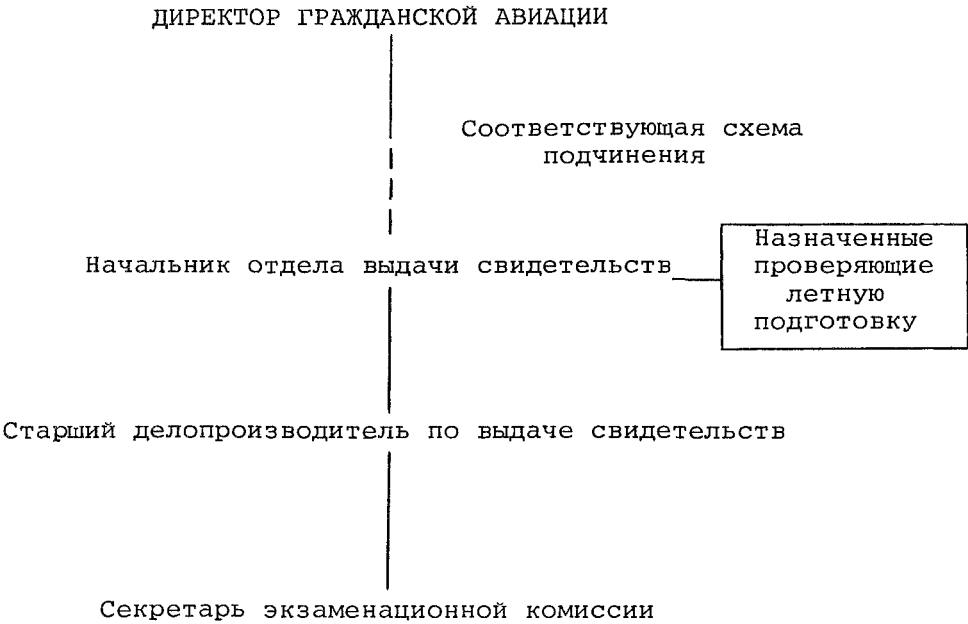 ДИРЕКТОР ГРАЖДАНСКОЙ АВИАЦИИ
Соответствующая схема
подчинения
Начальник отдела выдачи свидетельств
Назначенные
проверяющие
летную
подготовку
Старший делопроизводитель по выдаче свидетельств
Секретарь экзаменационной комиссии